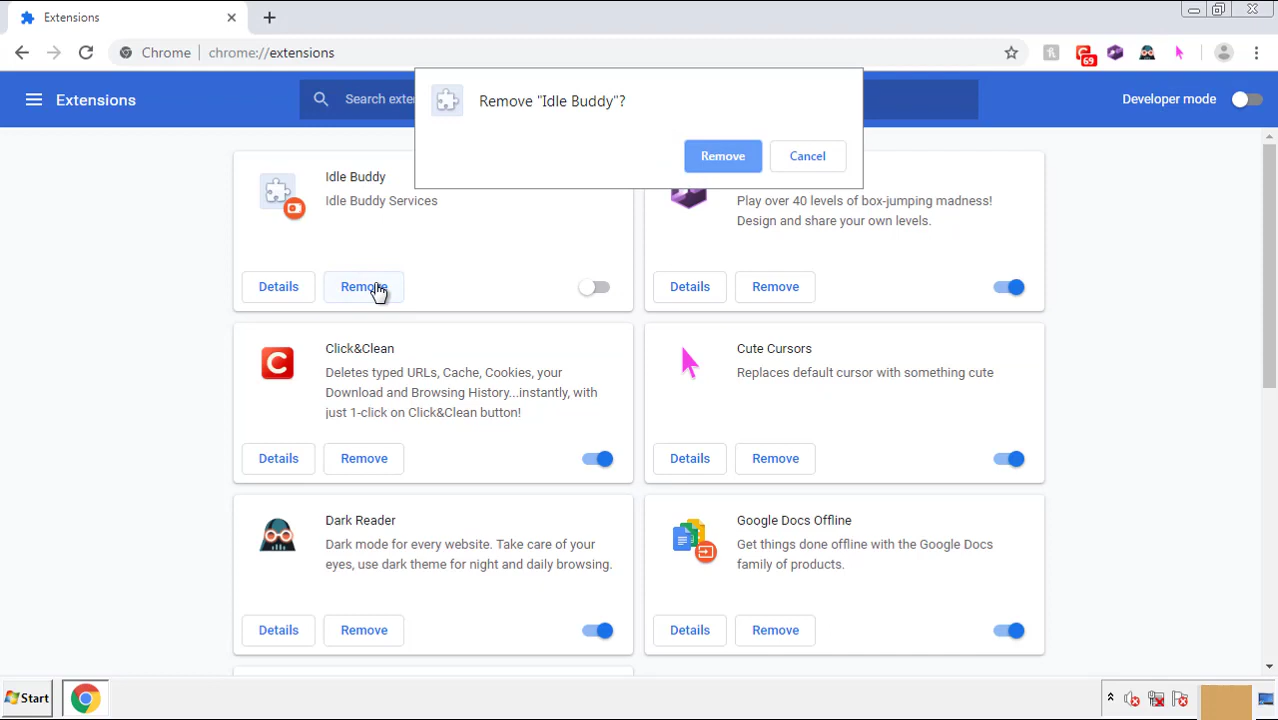 Extensions
Chrome
chrome://extensions
69
Extensions
Search exte
Developer mode
Remove "Idle Buddy"?
Remove
Cancel
Idle Buddy
Idle Buddy Services
Details
Remove
Play over 40 levels of box-jumping madness!
Design and share your own levels.
Details
Remove
Click&Clean
Deletes typed URLs, Cache, Cookies, your
Download and Browsing History...instantly, with
just 1-click on Click&Clean button!
Details
Remove
Cute Cursors
Replaces default cursor with something cute
Details
Remove
Dark Reader
Dark mode for every website. Take care of your
eyes, use dark theme for night and daily browsing.
Details
Remove
Google Docs Offline
Get things done offline with the Google Docs
family of products.
Details
Remove
Start